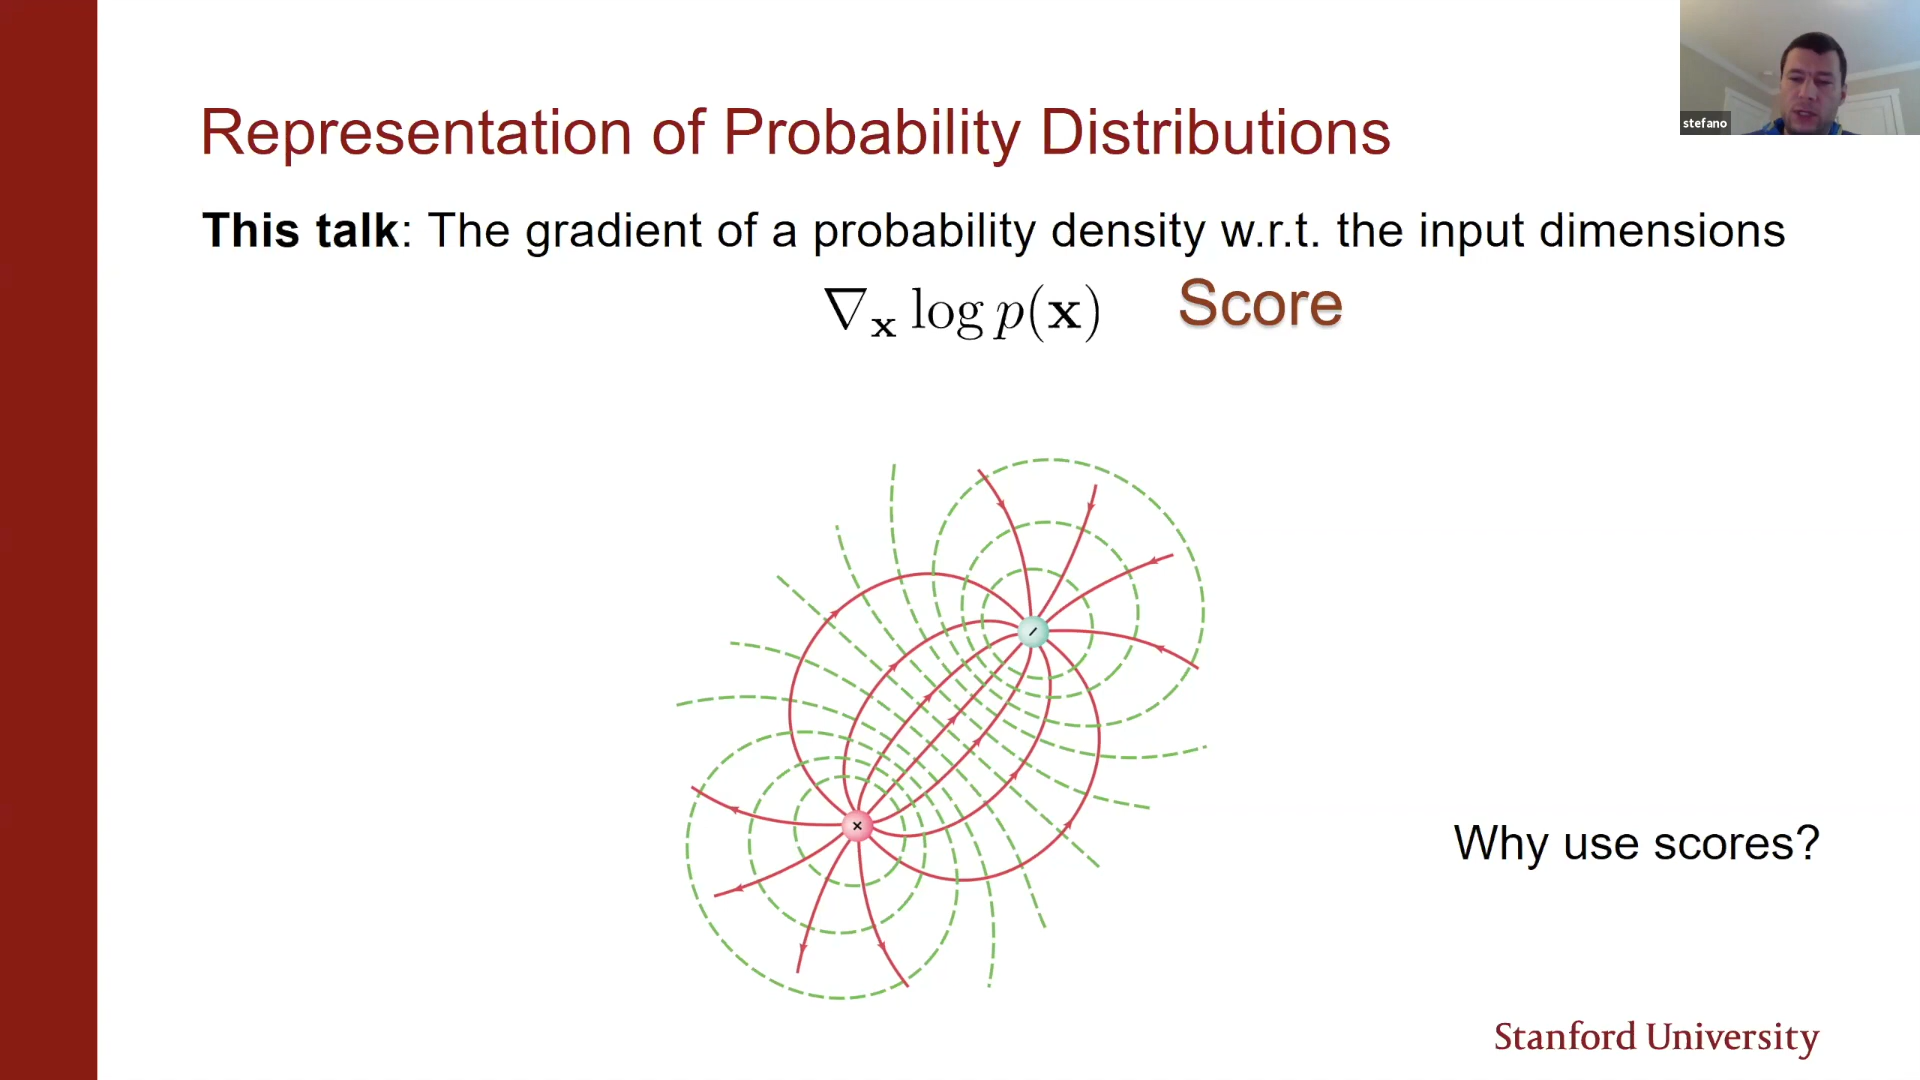 stefano
Representation of Probability Distributions
This talk: The gradient of a probability density w.r.t. the input dimensions
∇ₓ log p(x) Score
Why use scores?
Stanford University